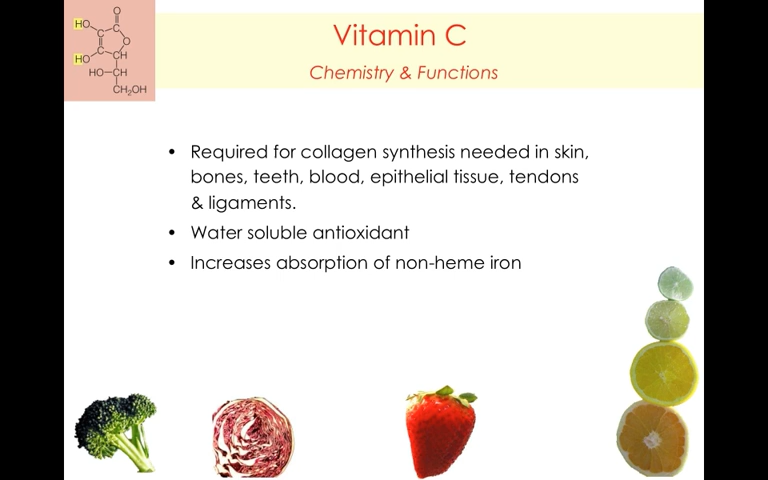 HO
O
C
C
O
HO
C
CH
HO—CH
CH₂OH
Vitamin C
Chemistry & Functions
• Required for collagen synthesis needed in skin,
bones, teeth, blood, epithelial tissue, tendons
& ligaments.
• Water soluble antioxidant
• Increases absorption of non-heme iron